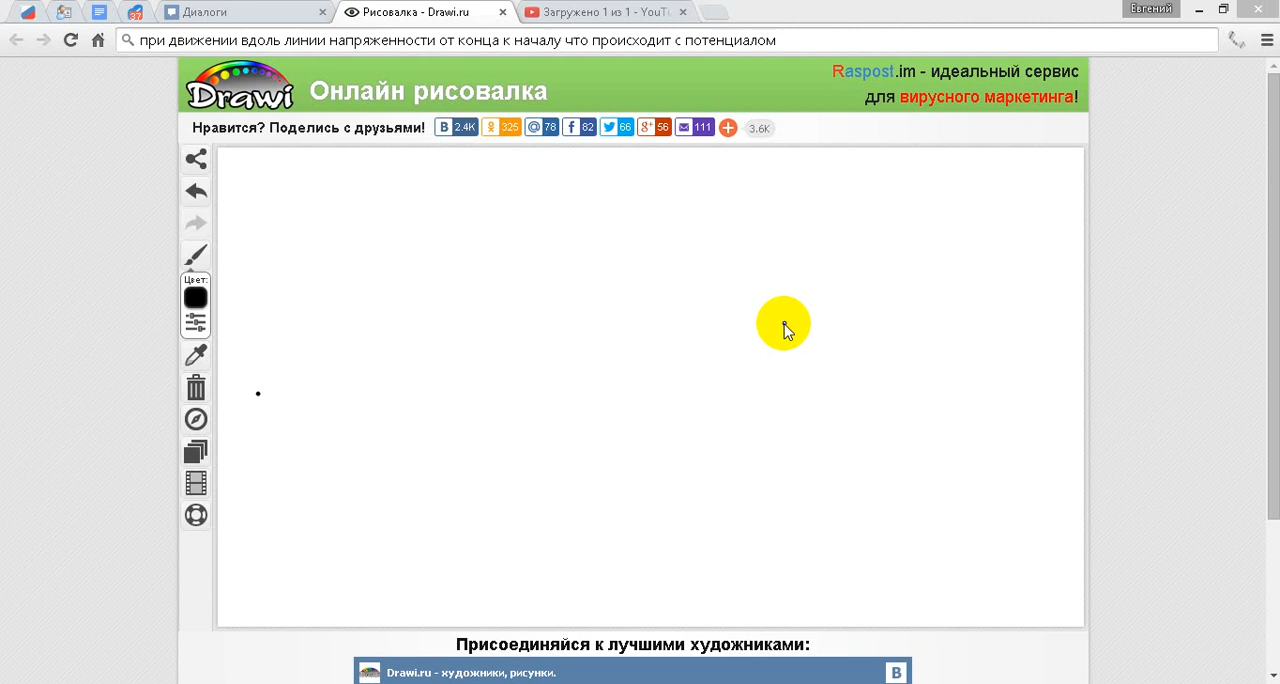 37
Диалоги
Рисовалка - Drawi.ru
Загружено 1 из 1 - YouTu
Евгений
при движении вдоль линии напряженности от конца к началу что происходит с потенциалом
Drawi
Онлайн рисовалка
Raspost.im - идеальный сервис
для вирусного маркетинга!
Нравится? Поделись с друзьями!
B 2.4K
325
@ 78
f 82
66
g+ 56
111
3.6K
Цвет:
Присоединяйся к лучшими художниками:
Drawi.ru - художники, рисунки.
B